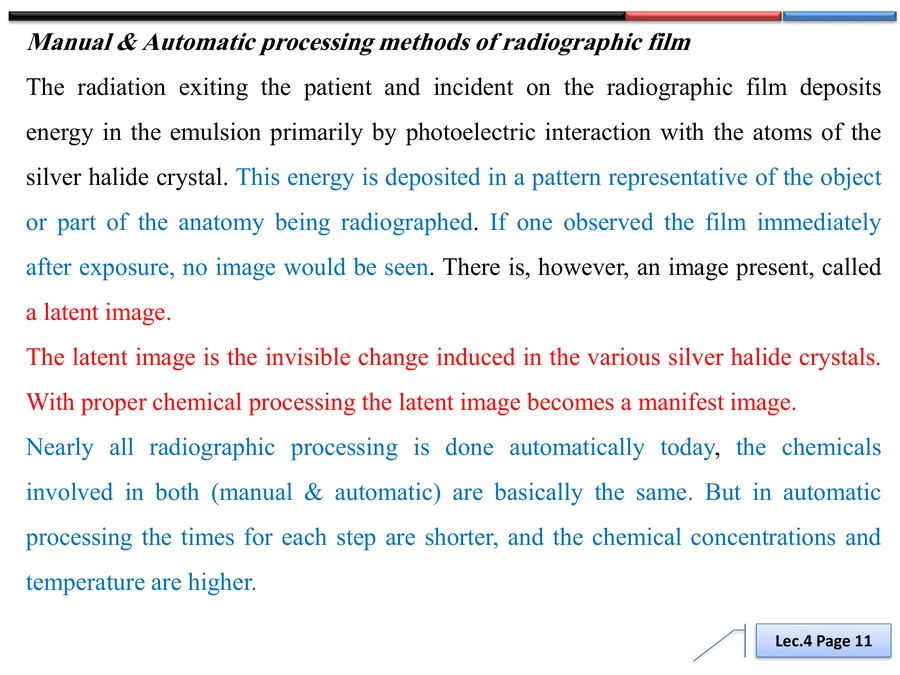 Manual & Automatic processing methods of radiographic film
The radiation exiting the patient and incident on the radiographic film deposits
energy in the emulsion primarily by photoelectric interaction with the atoms of the
silver halide crystal. This energy is deposited in a pattern representative of the object
or part of the anatomy being radiographed. If one observed the film immediately
after exposure, no image would be seen. There is, however, an image present, called
a latent image.
The latent image is the invisible change induced in the various silver halide crystals.
With proper chemical processing the latent image becomes a manifest image.
Nearly all radiographic processing is done automatically today, the chemicals
involved in both (manual & automatic) are basically the same. But in automatic
processing the times for each step are shorter, and the chemical concentrations and
temperature are higher.
Lec.4 Page 11